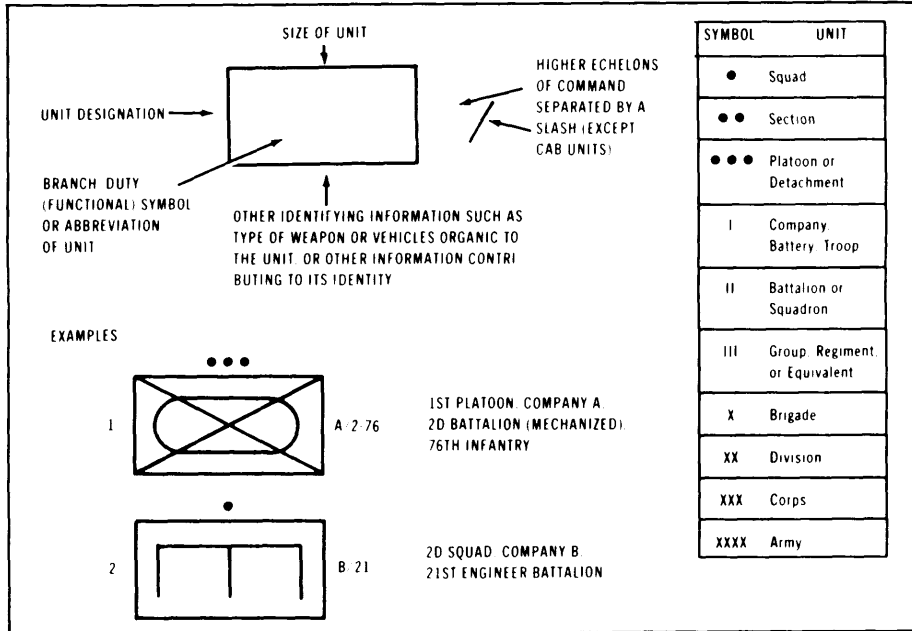 SIZE OF UNIT
UNIT DESIGNATION
HIGHER ECHELONS
OF COMMAND
SEPARATED BY A
SLASH (EXCEPT
CAB UNITS)
BRANCH DUTY
(FUNCTIONAL) SYMBOL
OR ABBREVIATION
OF UNIT
OTHER IDENTIFYING INFORMATION SUCH AS
TYPE OF WEAPON OR VEHICLES ORGANIC TO
THE UNIT OR OTHER INFORMATION CONTRI
BUTING TO ITS IDENTITY
EXAMPLES
1
A/2-76
1ST PLATOON. COMPANY A.
2D BATTALION (MECHANIZED).
76TH INFANTRY
2
B/21
2D SQUAD. COMPANY B.
21ST ENGINEER BATTALION
SYMBOL UNIT
● Squad
●● Section
●●● Platoon or
Detachment
I Company.
Battery. Troop
II Battalion or
Squadron
III Group. Regiment.
or Equivalent
X Brigade
XX Division
XXX Corps
XXXX Army